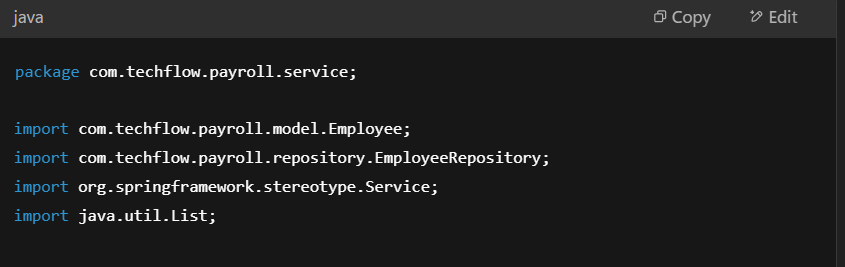 java
Copy
Edit
package com.techflow.payroll.service;
import com.techflow.payroll.model.Employee;
import com.techflow.payroll.repository.EmployeeRepository;
import org.springframework.stereotype.Service;
import java.util.List;